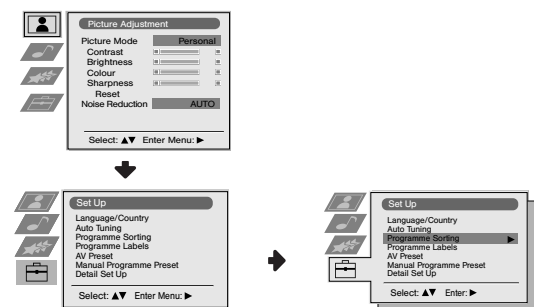 Picture Adjustment
Picture Mode Personal
Contrast
Brightness
Colour
Sharpness
Reset
Noise Reduction AUTO
Select: ▲▼ Enter Menu: ▶
Set Up
Language/Country
Auto Tuning
Programme Sorting
Programme Labels
AV Preset
Manual Programme Preset
Detail Set Up
Select: ▲▼ Enter Menu: ▶
Set Up
Language/Country
Auto Tuning
Programme Sorting ▶
Programme Labels
AV Preset
Manual Programme Preset
Detail Set Up
Select: ▲▼ Enter: ▶